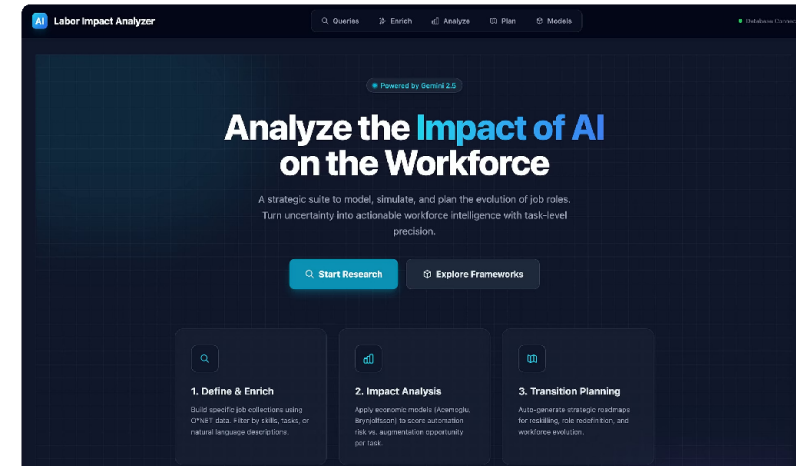 AI Labor Impact Analyzer
Queries Enrich Analyze Plan Models
Database Connec
Powered by Gemini 2.5
Analyze the Impact of AI
on the Workforce
A strategic suite to model, simulate, and plan the evolution of job roles.
Turn uncertainty into actionable workforce intelligence with task-level
precision.
Start Research
Explore Frameworks
1. Define & Enrich
Build specific job collections using
O*NET data. Filter by skills, tasks, or
natural language descriptions.
2. Impact Analysis
Apply economic models (Acemoglu,
Brynjolfsson) to score automation
risk vs. augmentation opportunity
per task.
3. Transition Planning
Auto-generate strategic roadmaps
for reskilling, role redefinition, and
workforce evolution.